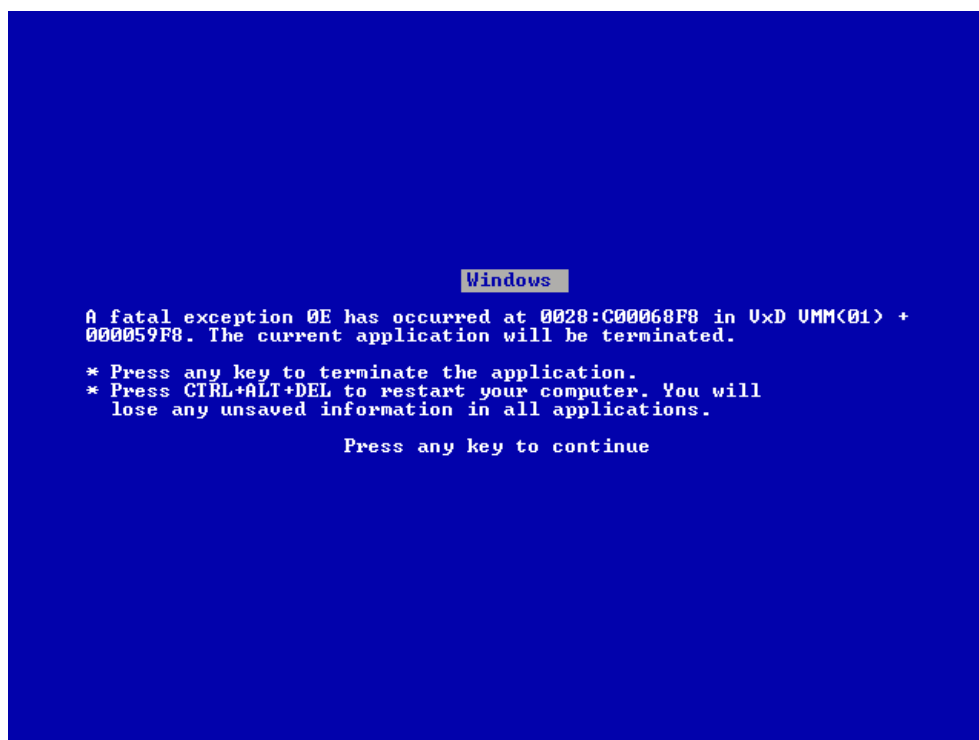 Windows
A fatal exception 0E has occurred at 0028:C00068F8 in VxD VMM(01) +
000059F8. The current application will be terminated.
* Press any key to terminate the application.
* Press CTRL+ALT+DEL to restart your computer. You will
lose any unsaved information in all applications.
Press any key to continue